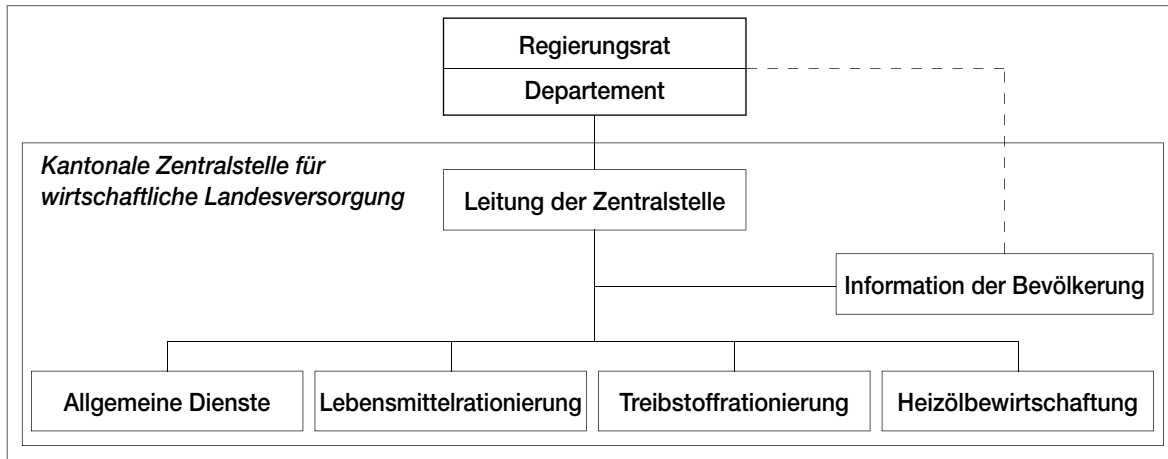 Regierungsrat
Departement
Kantonale Zentralstelle für
wirtschaftliche Landesversorgung
Leitung der Zentralstelle
Information der Bevölkerung
Allgemeine Dienste
Lebensmittelrationierung
Treibstoffrationierung
Heizölbewirtschaftung